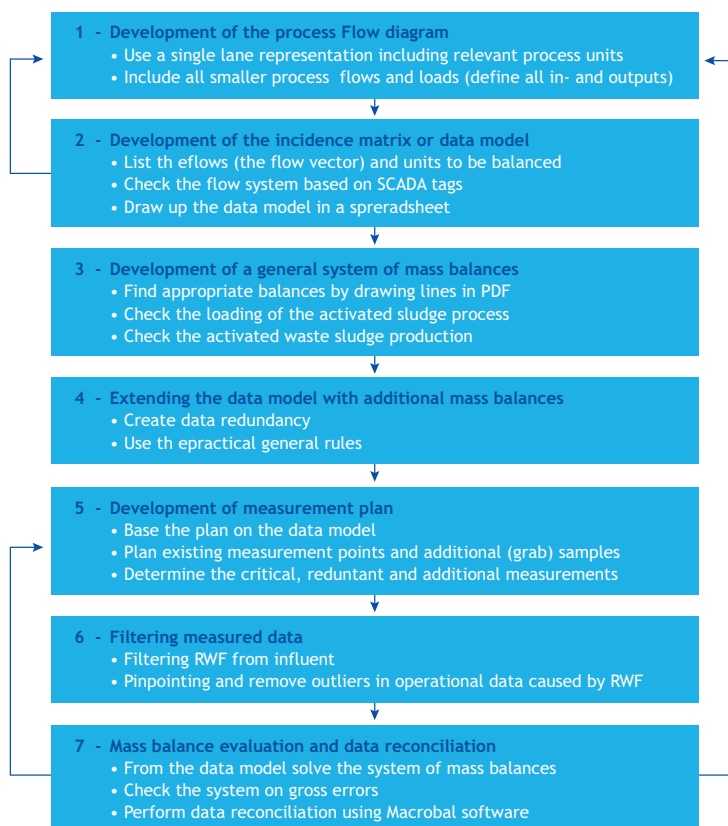 1 - Development of the process Flow diagram
• Use a single lane representation including relevant process units
• Include all smaller process flows and loads (define all in- and outputs)
2 - Development of the incidence matrix or data model
• List th eflows (the flow vector) and units to be balanced
• Check the flow system based on SCADA tags
• Draw up the data model in a spreradsheet
3 - Development of a general system of mass balances
• Find appropriate balances by drawing lines in PDF
• Check the loading of the activated sludge process
• Check the activated waste sludge production
4 - Extending the data model with additional mass balances
• Create data redundancy
• Use th epractical general rules
5 - Development of measurement plan
• Base the plan on the data model
• Plan existing measurement points and additional (grab) samples
• Determine the critical, reduntant and additional measurements
6 - Filtering measured data
• Filtering RWF from influent
• Pinpointing and remove outliers in operational data caused by RWF
7 - Mass balance evaluation and data reconciliation
• From the data model solve the system of mass balances
• Check the system on gross errors
• Perform data reconciliation using Macrobal software